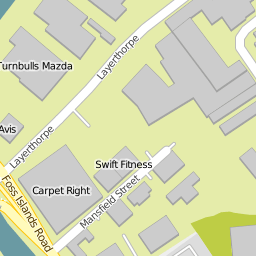 Turnbulls Mazda
Layerthorpe
Avis
Layerthorpe
Swift Fitness
Carpet Right
Mansfield Street
Foss Islands Road